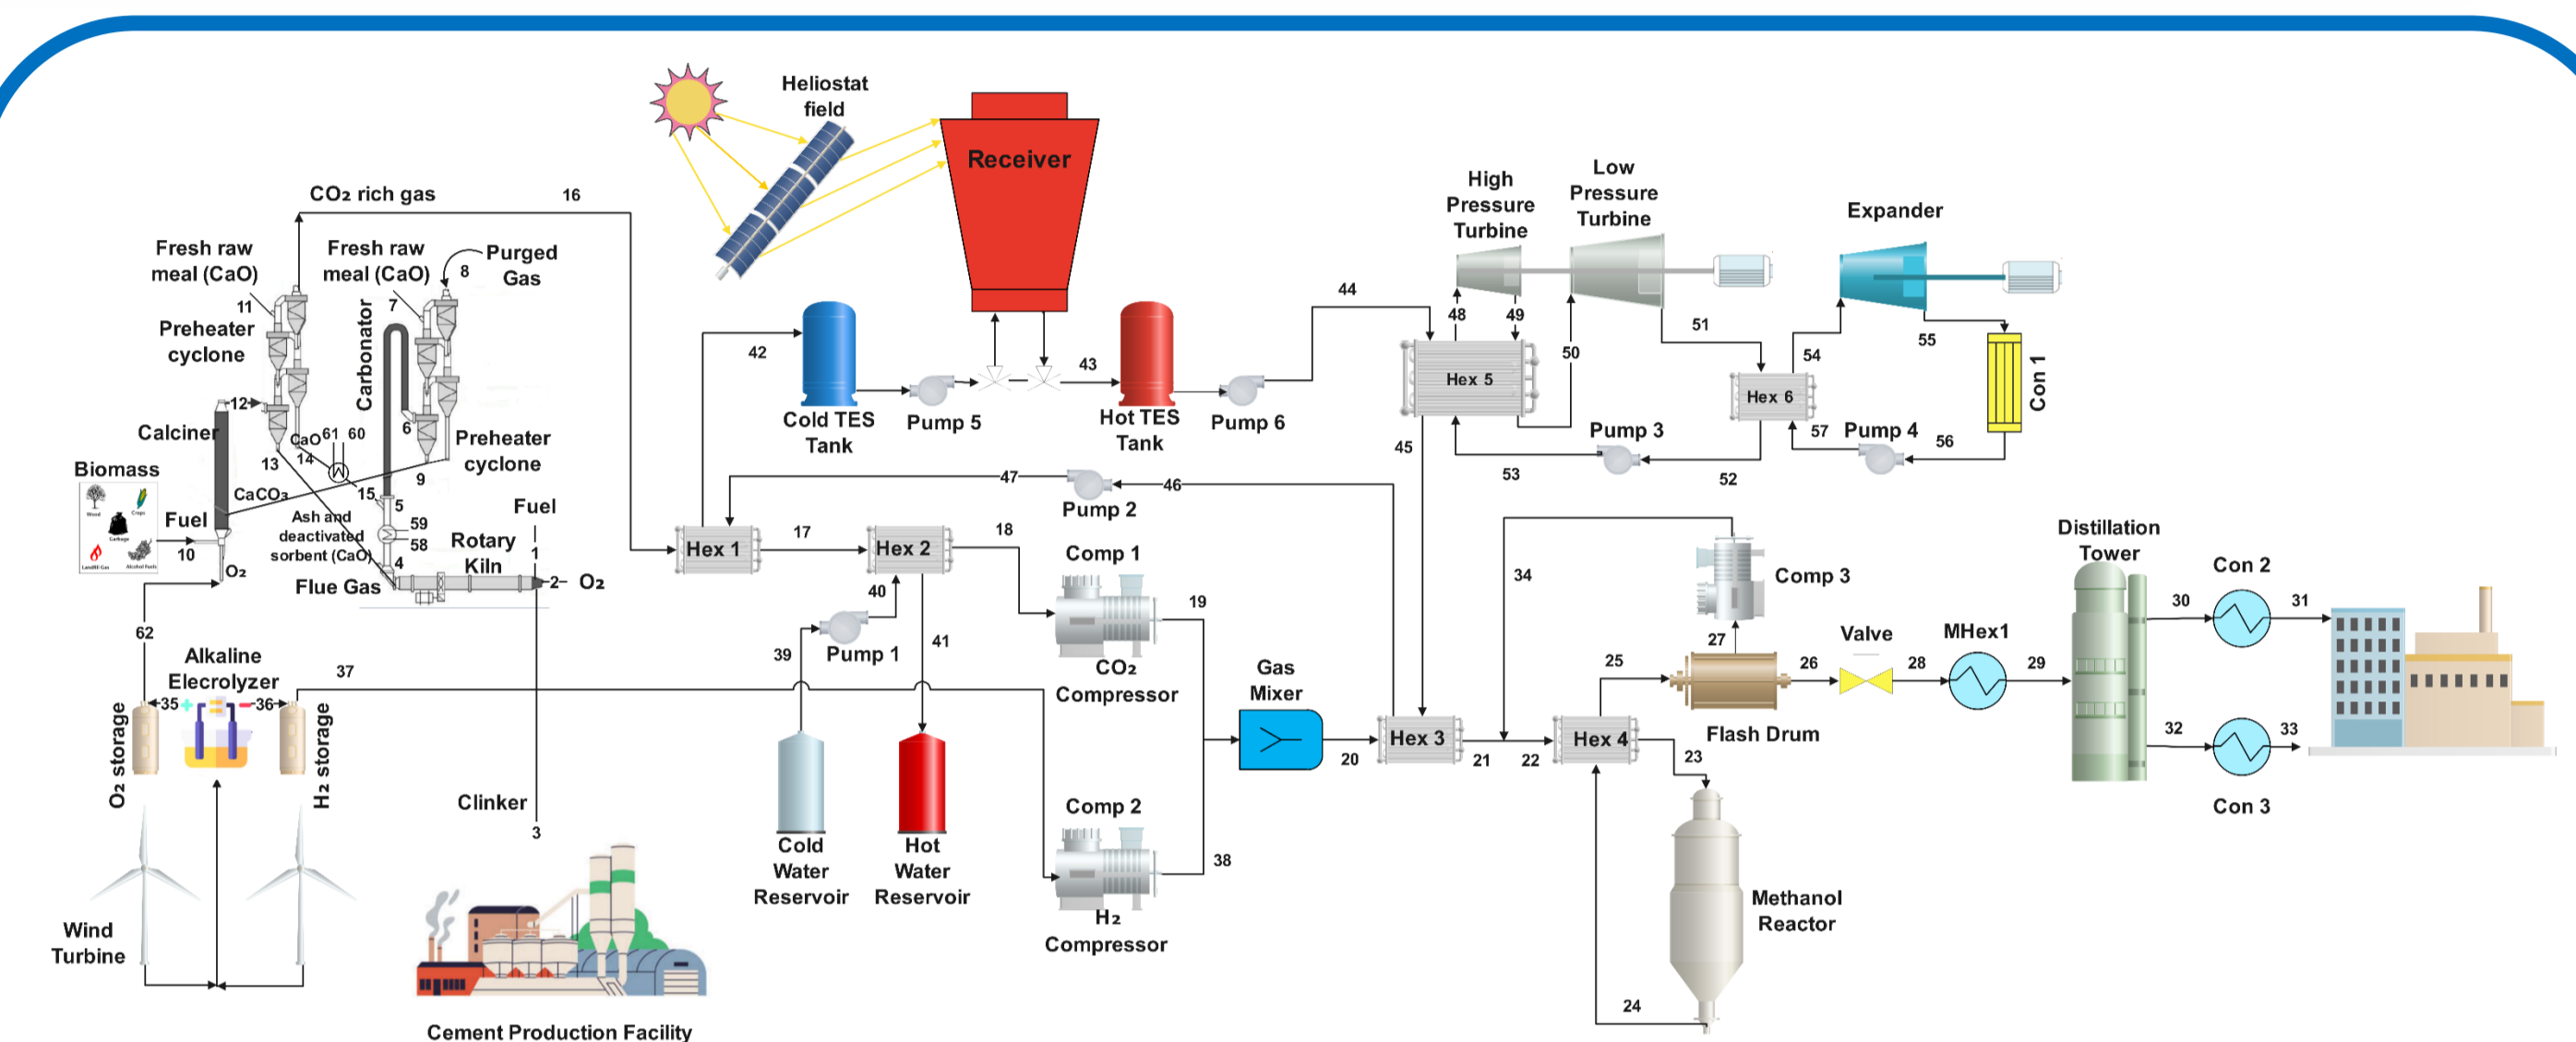 Heliostat
field
Receiver
CO₂ rich gas
16
Fresh raw
meal (CaO)
Fresh raw
meal (CaO)
Purged
Gas
8
11
7
Preheater
cyclone
Carbonator
12
Calciner
6
CaO
61
60
Preheater
cyclone
13
14
9
Biomass
Wood
Crops
Garbage
Landfill Gas
Alcohol Fuels
CaCO₃
15
5
Fuel
10
Ash and
deactivated
sorbent (CaO)
59
58
Fuel
1
Rotary
Kiln
4
2
O₂
O₂
Flue Gas
62
Alkaline
Elecrolyzer
35
36
37
O₂ storage
H₂ storage
Clinker
3
Wind
Turbine
Cement Production Facility
42
Cold TES
Tank
Pump 5
43
Hot TES
Tank
Pump 6
44
High
Pressure
Turbine
Low
Pressure
Turbine
Expander
48
49
50
51
54
55
Hex 5
Hex 6
Con 1
45
Pump 3
53
52
57
Pump 4
56
47
Pump 2
46
Hex 1
17
Hex 2
18
Comp 1
19
CO₂
Compressor
40
39
Pump 1
41
Cold
Water
Reservoir
Hot
Water
Reservoir
Comp 2
38
H₂
Compressor
Gas
Mixer
20
Hex 3
21
22
34
Hex 4
23
25
Comp 3
27
Flash Drum
26
Valve
28
MHex1
29
Distillation
Tower
30
Con 2
31
32
33
Con 3
Methanol
Reactor
24